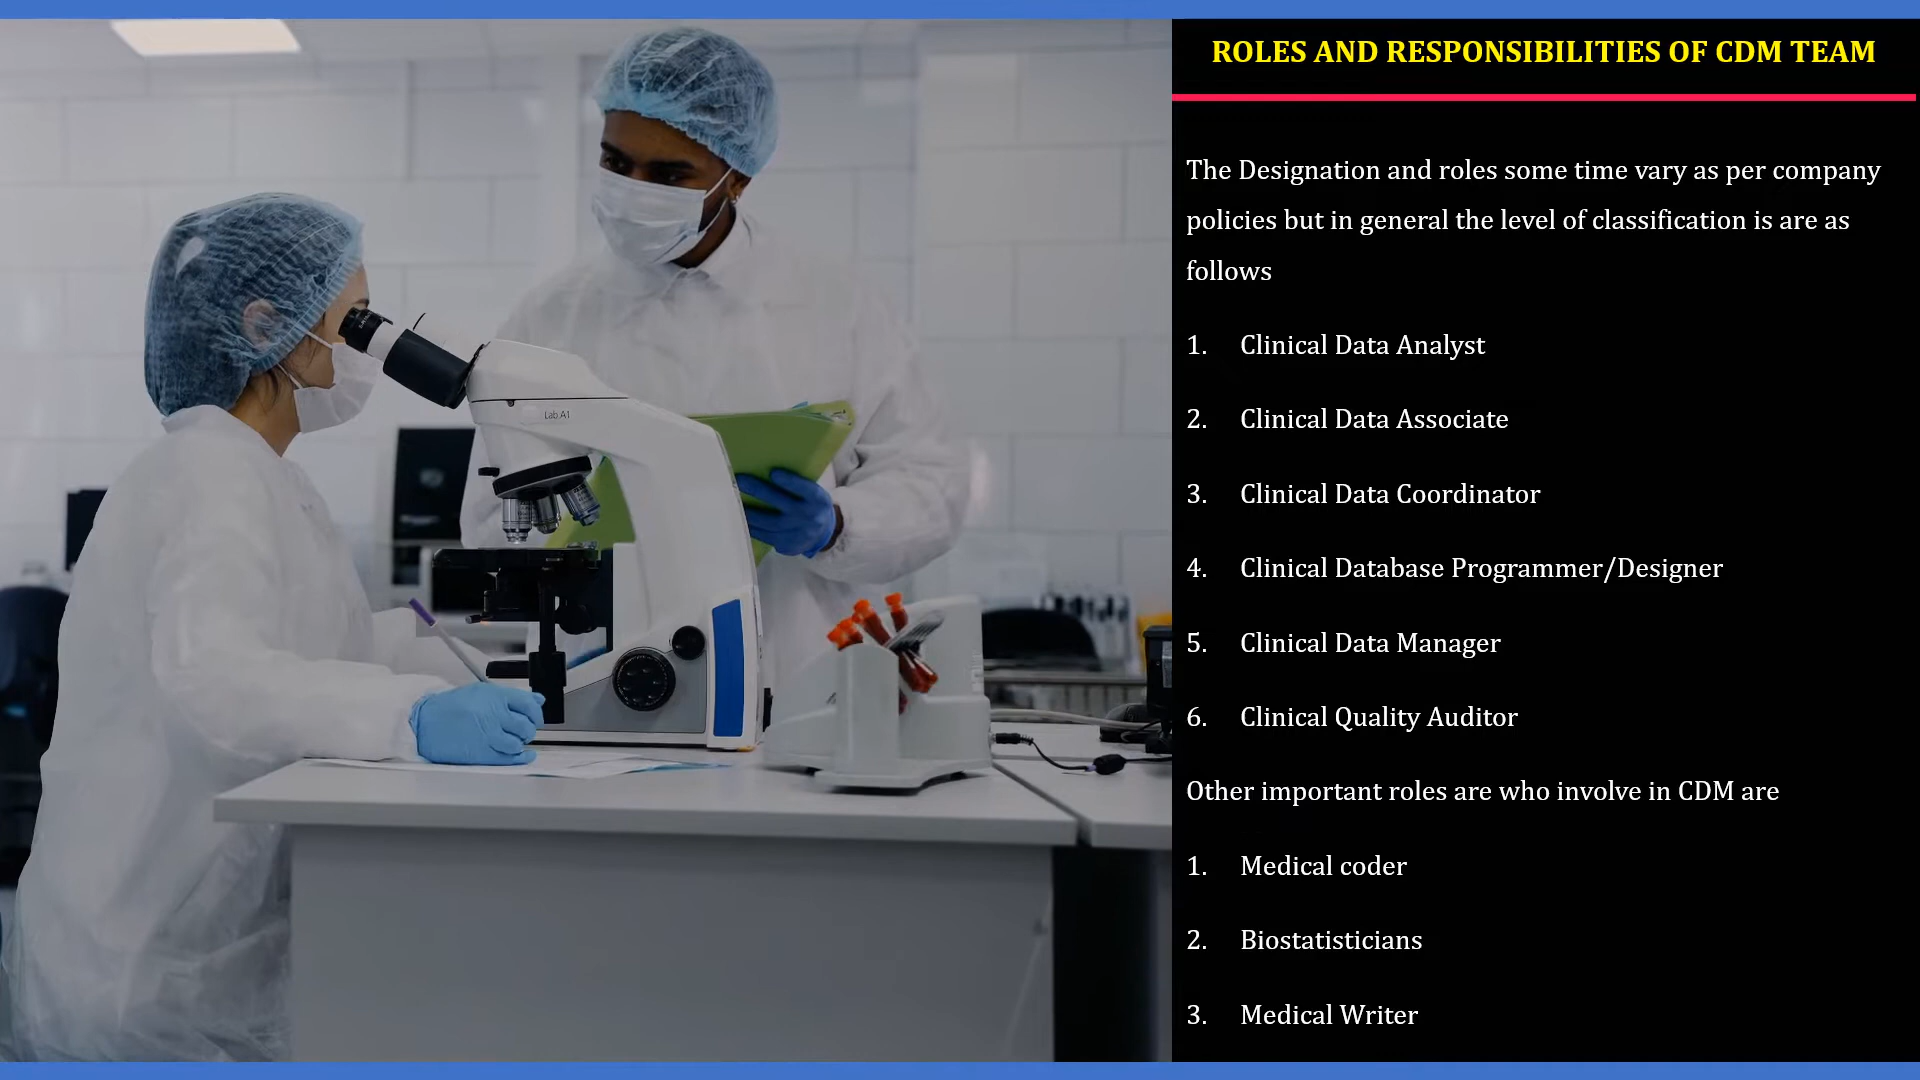 ROLES AND RESPONSIBILITIES OF CDM TEAM
The Designation and roles some time vary as per company
policies but in general the level of classification is are as
follows
1. Clinical Data Analyst
2. Clinical Data Associate
3. Clinical Data Coordinator
4. Clinical Database Programmer/Designer
5. Clinical Data Manager
6. Clinical Quality Auditor
Other important roles are who involve in CDM are
1. Medical coder
2. Biostatisticians
3. Medical Writer
Lab A1